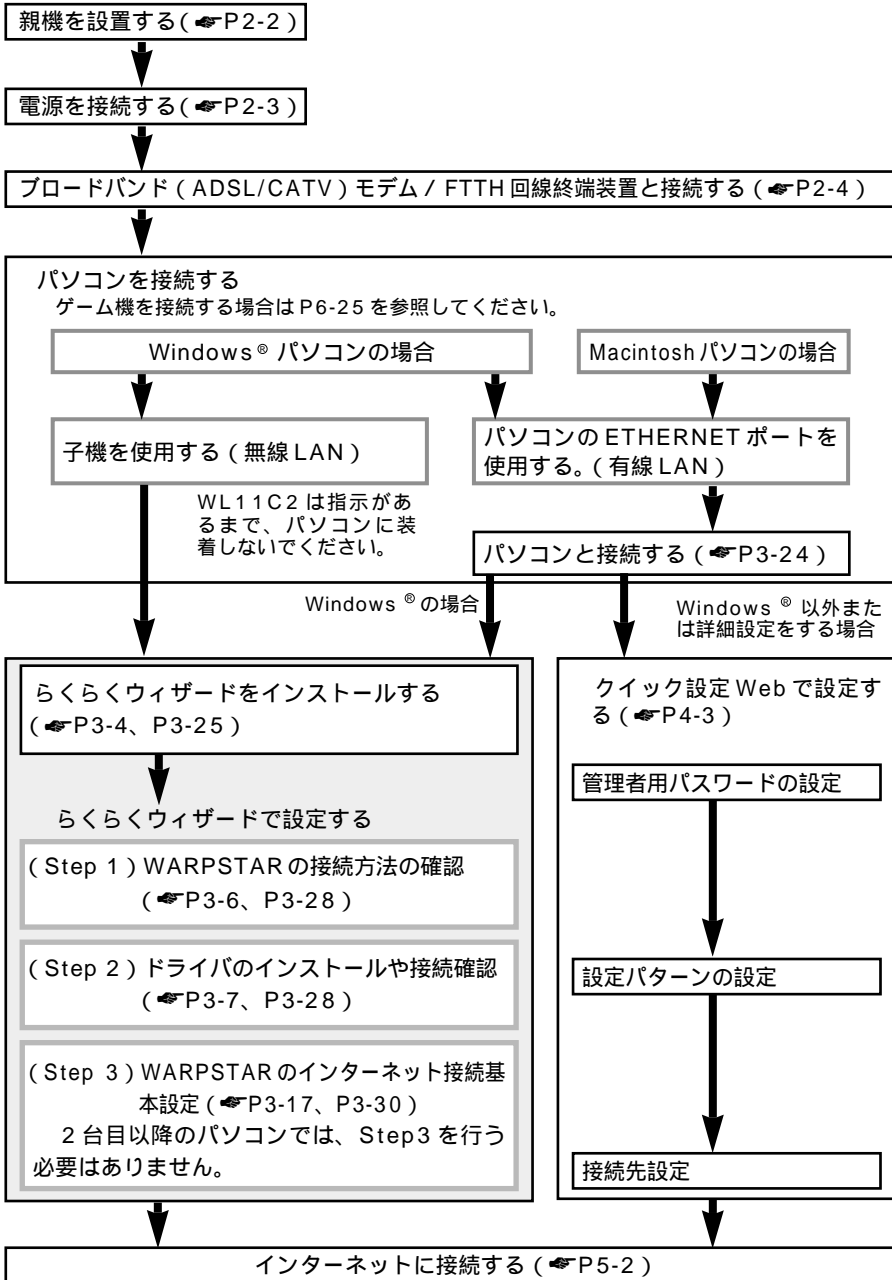 親機を設置する(☛P2-2)
電源を接続する(☛P2-3)
ブロードバンド(ADSL/CATV)モデム/FTTH回線終端装置と接続する(☛P2-4)
パソコンを接続する
ゲーム機を接続する場合はP6-25を参照してください。
Windows® パソコンの場合
Macintoshパソコンの場合
子機を使用する(無線LAN)
パソコンのETHERNETポートを
使用する。(有線LAN)
WL11C2は指示があ
るまで、パソコンに装
着しないでください。
パソコンと接続する(☛P3-24)
Windows®の場合
Windows® 以外また
は詳細設定をする場合
らくらくウィザードをインストールする
(☛P3-4、P3-25)
らくらくウィザードで設定する
(Step 1)WARPSTARの接続方法の確認
(☛P3-6、P3-28)
(Step 2)ドライバのインストールや接続確認
(☛P3-7、P3-28)
(Step 3)WARPSTARのインターネット接続基
本設定(☛P3-17、P3-30)
2台目以降のパソコンでは、Step3を行う
必要はありません。
クイック設定Webで設定す
る(☛P4-3)
管理者用パスワードの設定
設定パターンの設定
接続先設定
インターネットに接続する(☛P5-2)